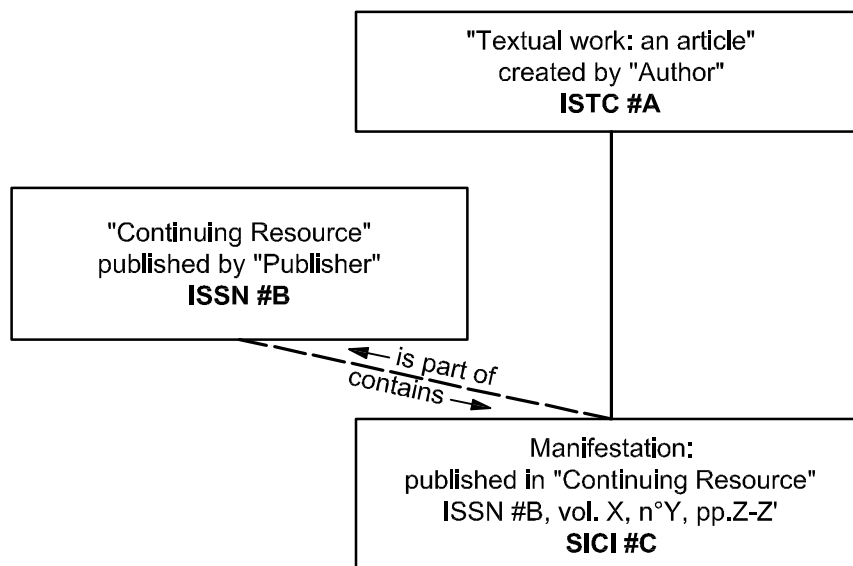 "Textual work: an article"
created by "Author"
ISTC #A
"Continuing Resource"
published by "Publisher"
ISSN #B
is part of
contains
Manifestation:
published in "Continuing Resource"
ISSN #B, vol. X, n°Y, pp.Z-Z'
SICI #C